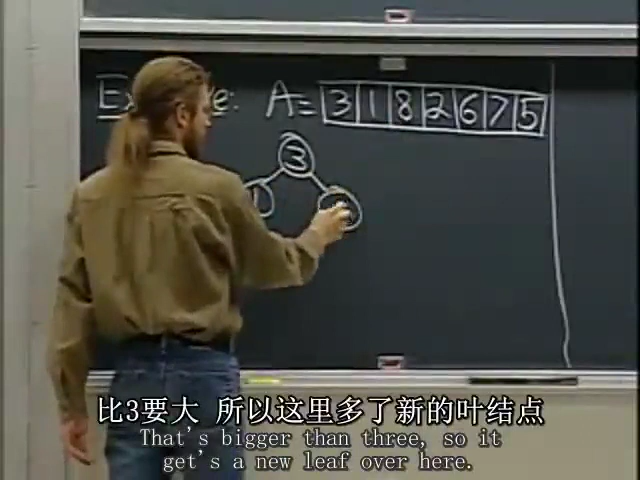 Example: A = 3 1 8 2 6 7 5
3
1
比3要大 所以这里多了新的叶结点
That's bigger than three, so it
get's a new leaf over here.